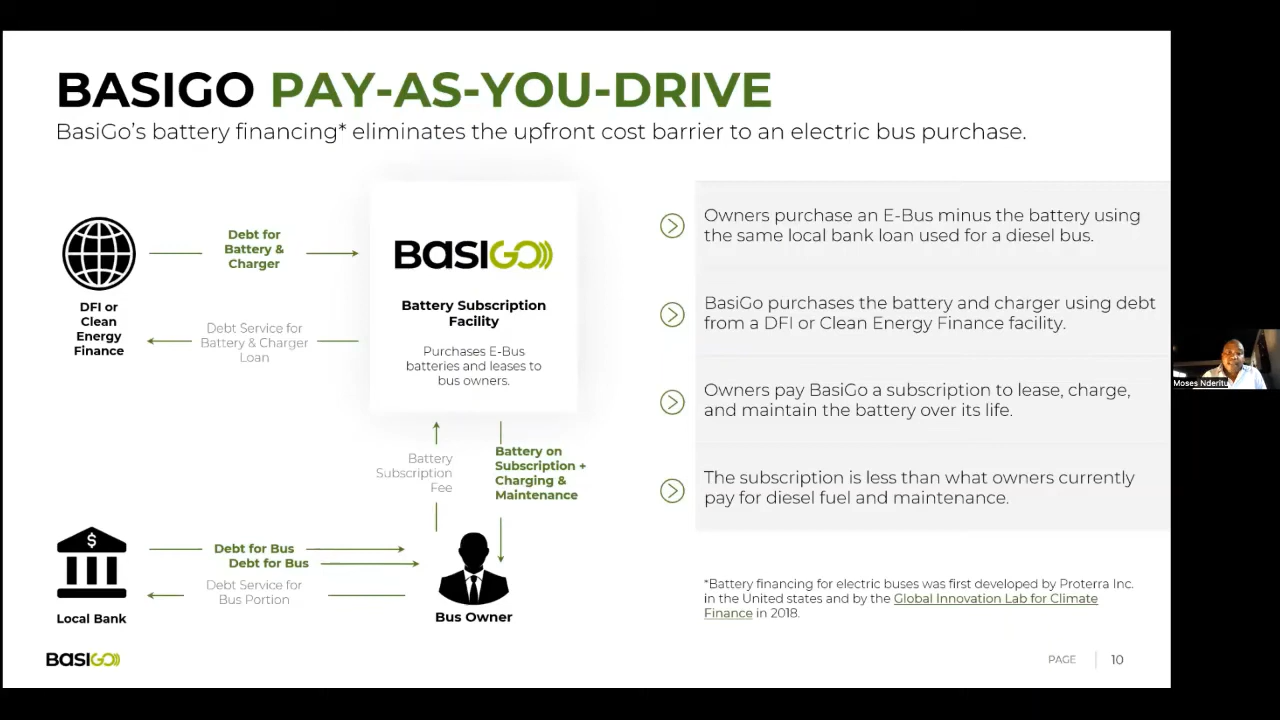 BASIGO PAY-AS-YOU-DRIVE
BasiGo's battery financing* eliminates the upfront cost barrier to an electric bus purchase.
Debt for
Battery &
Charger
DFI or
Clean
Energy
Finance
Debt Service for
Battery & Charger
Loan
BASIGO
Battery Subscription
Facility
Purchases E-Bus
batteries and leases to
bus owners.
Battery
Subscription
Fee
Battery on
Subscription +
Charging &
Maintenance
$
Local Bank
Debt for Bus
Debt for Bus
Debt Service for
Bus Portion
Bus Owner
Owners purchase an E-Bus minus the battery using
the same local bank loan used for a diesel bus.
BasiGo purchases the battery and charger using debt
from a DFI or Clean Energy Finance facility.
Owners pay BasiGo a subscription to lease, charge,
and maintain the battery over its life.
The subscription is less than what owners currently
pay for diesel fuel and maintenance.
*Battery financing for electric buses was first developed by Proterra Inc.
in the United states and by the Global Innovation Lab for Climate
Finance in 2018.
BASIGO
PAGE 10
Moses Nderitu